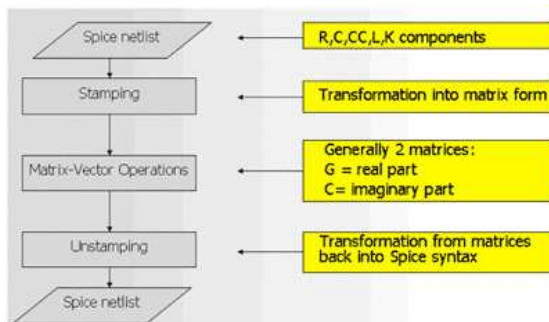 Spice netlist
R,C,CC,L,K components
Stamping
Transformation into matrix form
Matrix-Vector Operations
Generally 2 matrices:
G = real part
C= imaginary part
Unstamping
Transformation from matrices
back into Spice syntax
Spice netlist